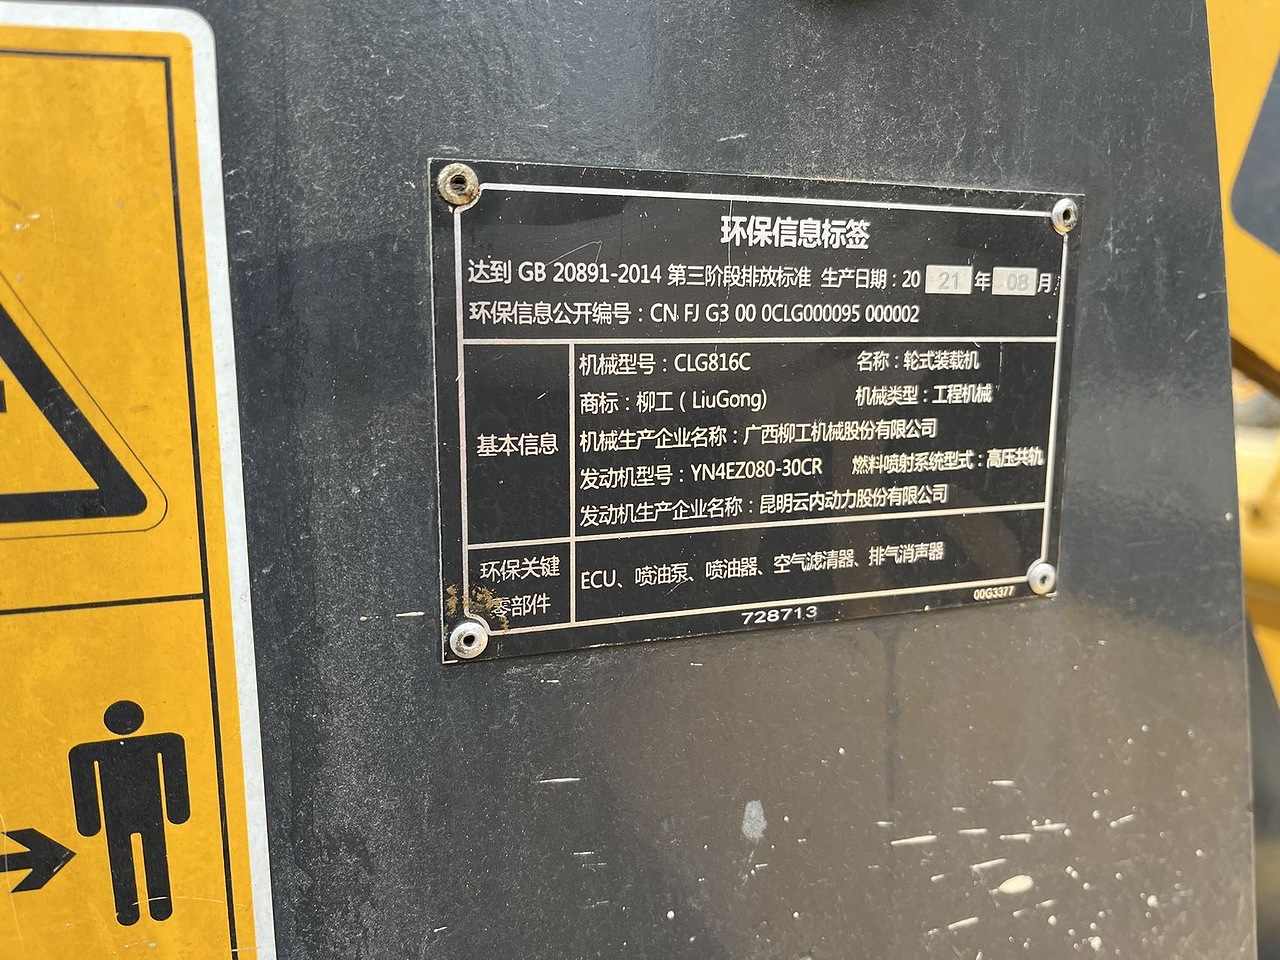 环保信息标签
达到 GB 20891-2014 第三阶段排放标准 生产日期：20 21 年 08 月
环保信息公开编号：CN FJ G3 00 0CLG000095 000002
基本信息
机械型号：CLG816C 名称：轮式装载机
商标：柳工（LiuGong) 机械类型：工程机械
机械生产企业名称：广西柳工机械股份有限公司
发动机型号：YN4EZ080-30CR 燃料喷射系统型式：高压共轨
发动机生产企业名称：昆明云内动力股份有限公司
环保关键
零部件
ECU、喷油泵、喷油器、空气滤清器、排气消声器
728713
00G3377